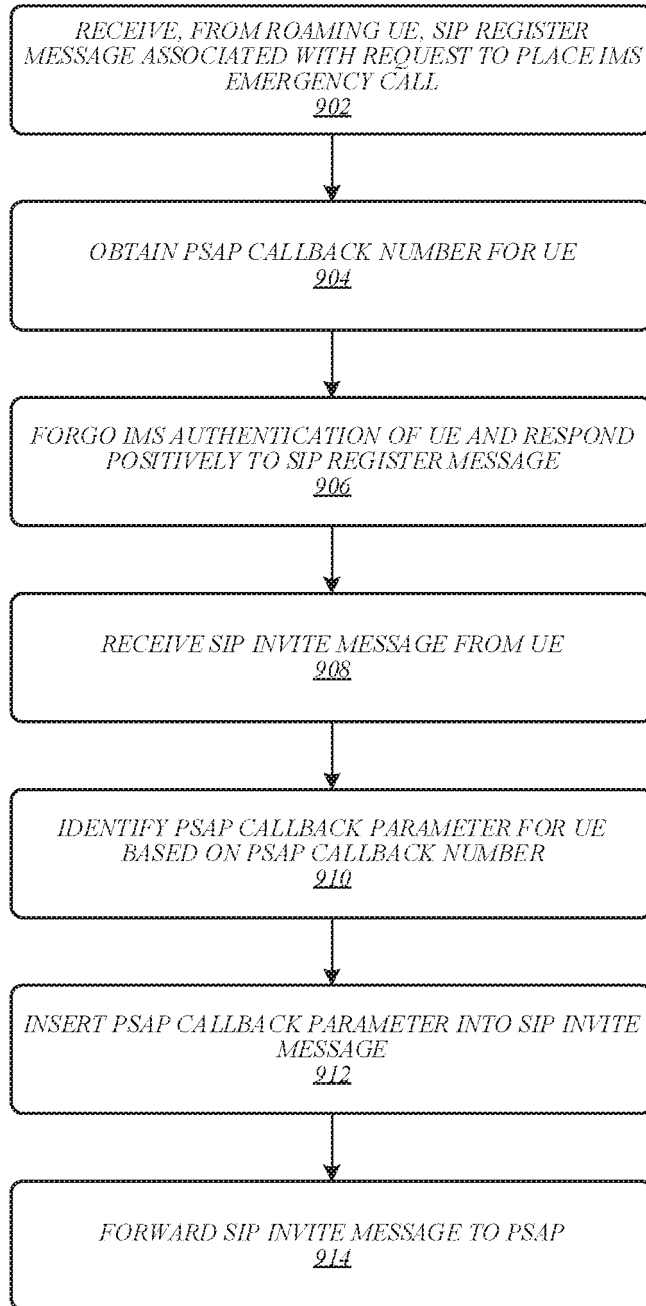 RECEIVE, FROM ROAMING UE, SIP REGISTER
MESSAGE ASSOCIATED WITH REQUEST TO PLACE IMS
EMERGENCY CALL
902
OBTAIN PSAP CALLBACK NUMBER FOR UE
904
FORGO IMS AUTHENTICATION OF UE AND RESPOND
POSITIVELY TO SIP REGISTER MESSAGE
906
RECEIVE SIP INVITE MESSAGE FROM UE
908
IDENTIFY PSAP CALLBACK PARAMETER FOR UE
BASED ON PSAP CALLBACK NUMBER
910
INSERT PSAP CALLBACK PARAMETER INTO SIP INVITE
MESSAGE
912
FORWARD SIP INVITE MESSAGE TO PSAP
914